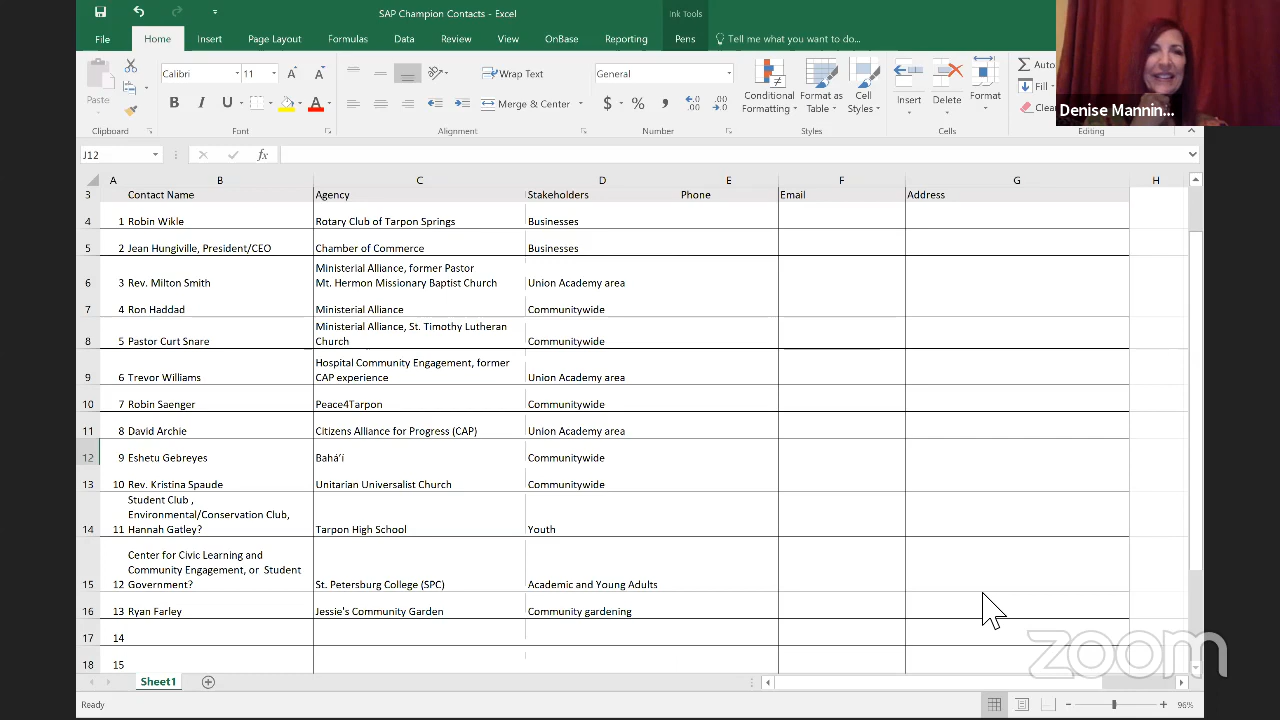 SAP Champion Contacts - Excel
Ink Tools
File Home Insert Page Layout Formulas Data Review View OnBase Reporting Pens Tell me what you want to do...
Paste
Calibri 11
B I U A
Wrap Text
Merge & Center
General
$ % ,
Conditional Formatting
Format as Table
Cell Styles
Insert
Delete
Format
Auto
Fill
Clea
Clipboard Font Alignment Number Styles Cells Editing
Denise Mannin...
J12 fx
A B C D E F G H
3 Contact Name Agency Stakeholders Phone Email Address
4 1 Robin Wikle Rotary Club of Tarpon Springs Businesses
5 2 Jean Hungiville, President/CEO Chamber of Commerce Businesses
Ministerial Alliance, former Pastor
6 3 Rev. Milton Smith Mt. Hermon Missionary Baptist Church Union Academy area
7 4 Ron Haddad Ministerial Alliance Communitywide
Ministerial Alliance, St. Timothy Lutheran
8 5 Pastor Curt Snare Church Communitywide
Hospital Community Engagement, former
9 6 Trevor Williams CAP experience Union Academy area
10 7 Robin Saenger Peace4Tarpon Communitywide
11 8 David Archie Citizens Alliance for Progress (CAP) Union Academy area
12 9 Eshetu Gebreyes Bahá'í Communitywide
13 10 Rev. Kristina Spaude Unitarian Universalist Church Communitywide
Student Club ,
Environmental/Conservation Club,
14 11 Hannah Gatley? Tarpon High School Youth
Center for Civic Learning and
Community Engagement, or Student
15 12 Government? St. Petersburg College (SPC) Academic and Young Adults
16 13 Ryan Farley Jessie's Community Garden Community gardening
17 14
18 15
zoom
Sheet1
Ready 96%